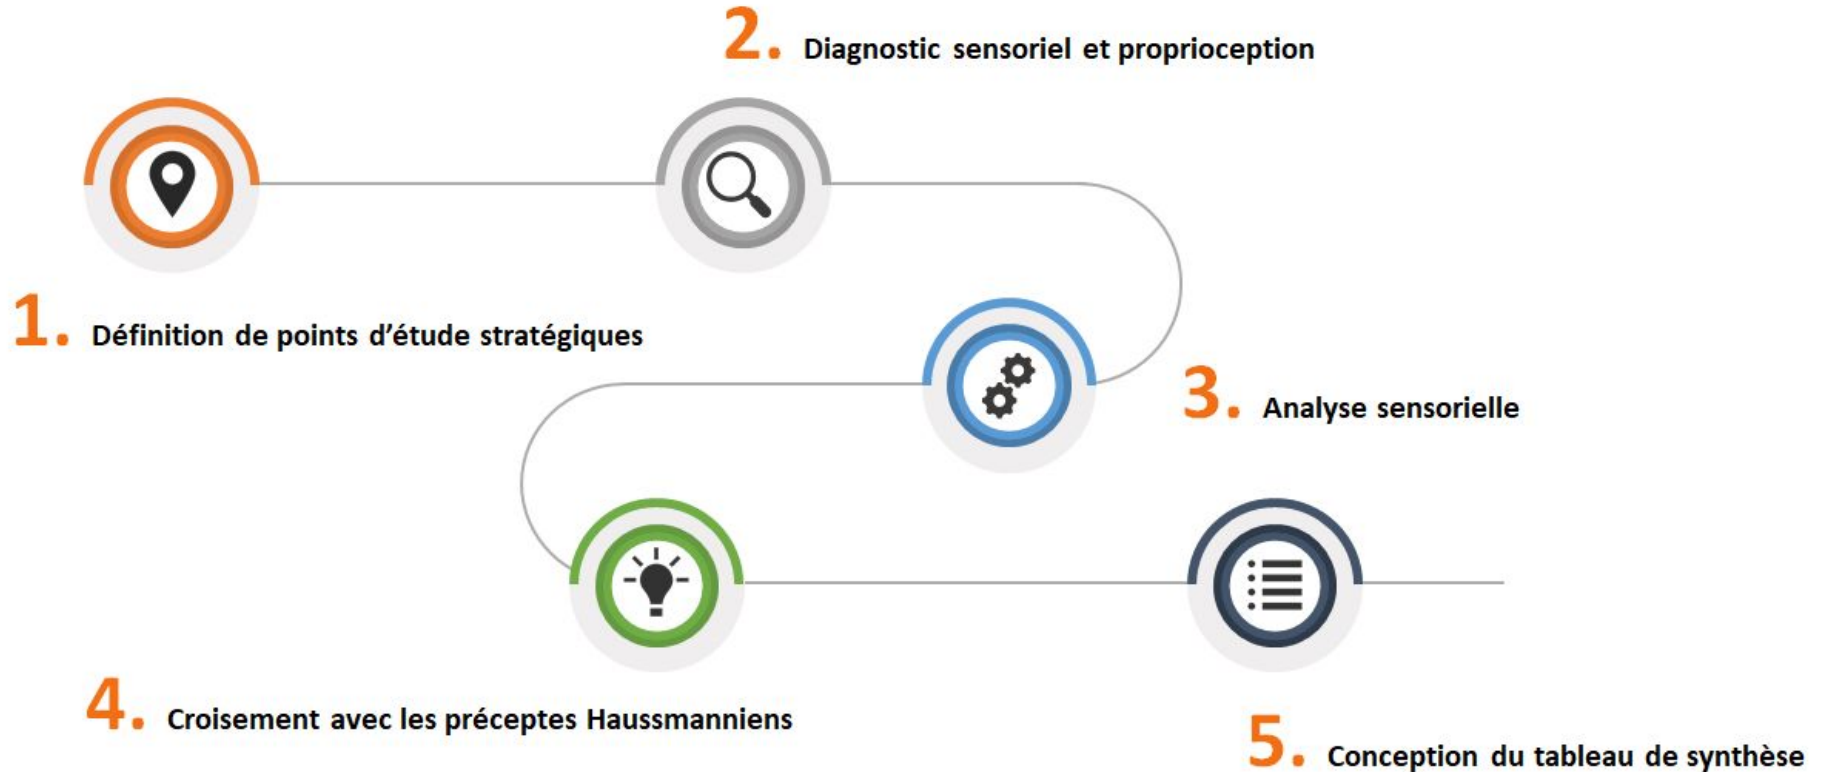 1. Définition de points d’étude stratégiques
2. Diagnostic sensoriel et proprioception
3. Analyse sensorielle
4. Croisement avec les préceptes Haussmanniens
5. Conception du tableau de synthèse